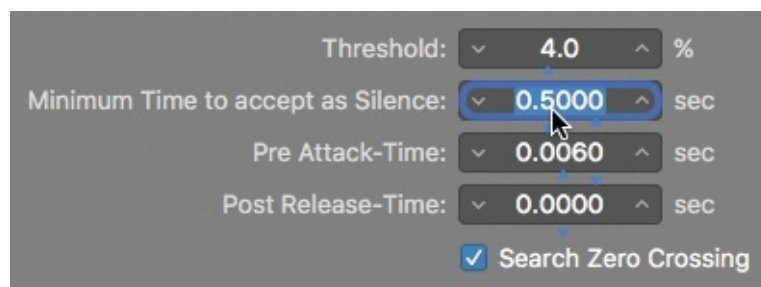 Threshold: 4.0 %
Minimum Time to accept as Silence: 0.5000 sec
Pre Attack-Time: 0.0060 sec
Post Release-Time: 0.0000 sec
Search Zero Crossing